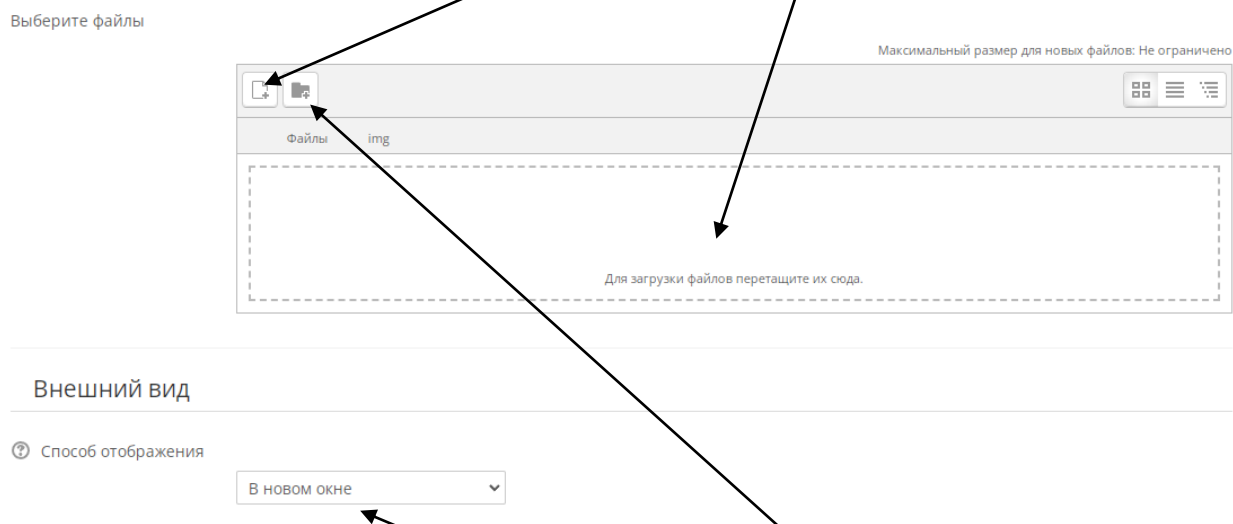 Выберите файлы
Максимальный размер для новых файлов: Не ограничено
Файлы img
Для загрузки файлов перетащите их сюда.
Внешний вид
Способ отображения
В новом окне